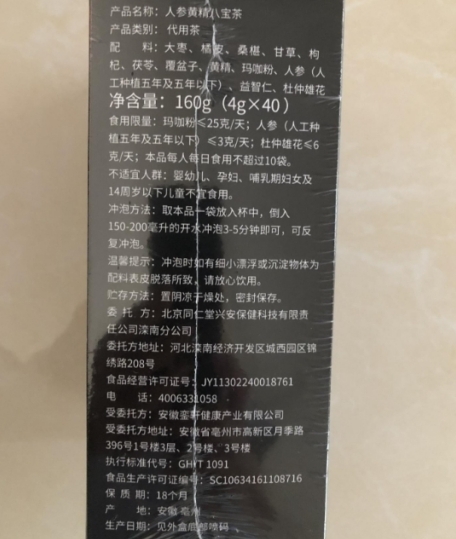 产品名称：人参黄精八宝茶
产品类别：代用茶
配　　料：大枣、橘皮、桑椹、甘草、枸
杞、茯苓、覆盆子、黄精、玛咖粉、人参（人
工种植五年及五年以下）、益智仁、杜仲雄花
净含量：160g（4g×40）
食用限量：玛咖粉≤25克/天；人参（人工种
植五年及五年以下）≤3克/天；杜仲雄花≤6
克/天；本品每人每日食用不超过10袋。
不适宜人群：婴幼儿、孕妇、哺乳期妇女及
14周岁以下儿童不宜食用。
冲泡方法：取本品一袋放入杯中，倒入
150-200毫升的开水冲泡3-5分钟即可，可反
复冲泡。
温馨提示：冲泡时如有细小漂浮或沉淀物体为
配料表皮脱落所致，请放心饮用。
贮存方法：置阴凉干燥处，密封保存。
委 托 方：北京同仁堂兴安保健科技有限责
任公司滦南分公司
委托方地址：河北滦南经济开发区城西园区锦
绣路208号
食品经营许可证号：JY11302240018761
电　　话：4006331058
受委托方：安徽銮轩健康产业有限公司
受委托方地址：安徽省亳州市高新区月季路
396号1号楼3层、2号楼、3号楼
执行标准代号：GH/T 1091
食品生产许可证编号：SC10634161108716
保 质 期：18个月
产　　地：安徽 亳州
生产日期：见外盒底部喷码